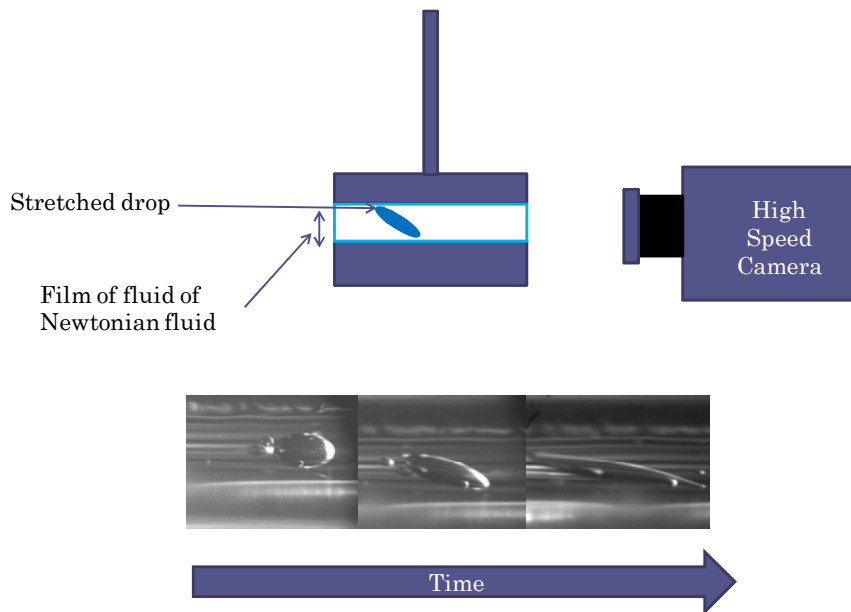 Stretched drop
Film of fluid of
Newtonian fluid
High
Speed
Camera
Time